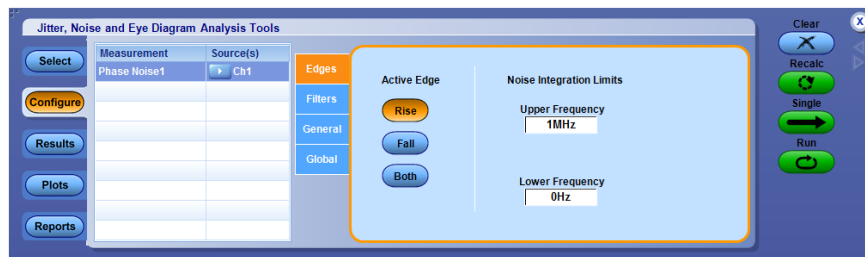 Jitter, Noise and Eye Diagram Analysis Tools
Clear
X
Select
Measurement Source(s)
Phase Noise1 Ch1
Edges
Active Edge
Noise Integration Limits
Recalc
Configure
Filters
Rise
Upper Frequency
1MHz
Single
General
Results
Fall
Run
Global
Plots
Both
Lower Frequency
0Hz
Reports